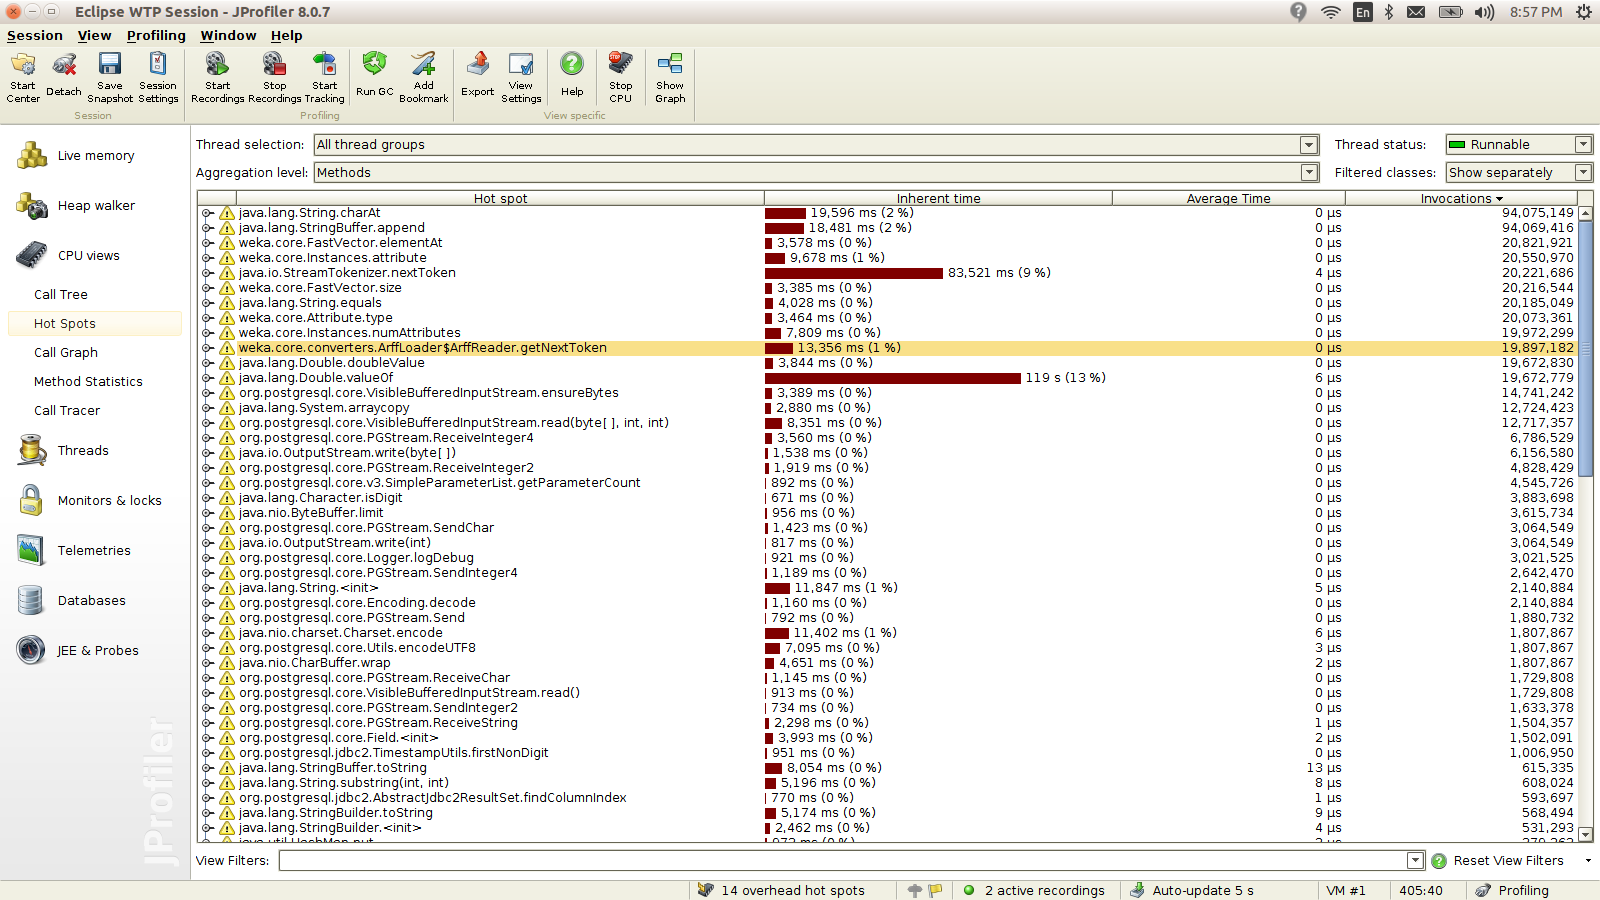 Eclipse WTP Session - JProfiler 8.0.7
En
8:57 PM
Session View Profiling Window Help
Start Center
Detach
Save Snapshot
Session Settings
Start Recordings
Stop Recordings
Start Tracking
Run GC
Add Bookmark
Export
View Settings
Help
Stop CPU
Show Graph
Session
Profiling
View specific
Live memory
Heap walker
CPU views
Call Tree
Hot Spots
Call Graph
Method Statistics
Call Tracer
Threads
Monitors & locks
Telemetries
Databases
JEE & Probes
JProfiler
Thread selection: All thread groups Thread status: Runnable
Aggregation level: Methods Filtered classes: Show separately
Hot spot Inherent time Average Time Invocations
java.lang.String.charAt 19,596 ms (2 %) 0 µs 94,075,149
java.lang.StringBuffer.append 18,481 ms (2 %) 0 µs 94,069,416
weka.core.FastVector.elementAt 3,578 ms (0 %) 0 µs 20,821,921
weka.core.Instances.attribute 9,678 ms (1 %) 0 µs 20,550,970
java.io.StreamTokenizer.nextToken 83,521 ms (9 %) 4 µs 20,221,686
weka.core.FastVector.size 3,385 ms (0 %) 0 µs 20,216,544
java.lang.String.equals 4,028 ms (0 %) 0 µs 20,185,049
weka.core.Attribute.type 3,464 ms (0 %) 0 µs 20,073,361
weka.core.Instances.numAttributes 7,809 ms (0 %) 0 µs 19,972,299
weka.core.converters.ArffLoader$ArffReader.getNextToken 13,356 ms (1 %) 0 µs 19,897,182
java.lang.Double.doubleValue 3,844 ms (0 %) 0 µs 19,672,830
java.lang.Double.valueOf 119 s (13 %) 6 µs 19,672,779
org.postgresql.core.VisibleBufferedInputStream.ensureBytes 3,389 ms (0 %) 0 µs 14,741,242
java.lang.System.arraycopy 2,880 ms (0 %) 0 µs 12,724,423
org.postgresql.core.VisibleBufferedInputStream.read(byte[ ], int, int) 8,351 ms (0 %) 0 µs 12,717,357
org.postgresql.core.PGStream.ReceiveInteger4 3,560 ms (0 %) 0 µs 6,786,529
java.io.OutputStream.write(byte[ ]) 1,538 ms (0 %) 0 µs 6,156,580
org.postgresql.core.PGStream.ReceiveInteger2 1,919 ms (0 %) 0 µs 4,828,429
org.postgresql.core.v3.SimpleParameterList.getParameterCount 892 ms (0 %) 0 µs 4,545,726
java.lang.Character.isDigit 671 ms (0 %) 0 µs 3,883,698
java.nio.ByteBuffer.limit 956 ms (0 %) 0 µs 3,615,734
org.postgresql.core.PGStream.SendChar 1,423 ms (0 %) 0 µs 3,064,549
java.io.OutputStream.write(int) 817 ms (0 %) 0 µs 3,064,549
org.postgresql.core.Logger.logDebug 921 ms (0 %) 0 µs 3,021,525
org.postgresql.core.PGStream.SendInteger4 1,189 ms (0 %) 0 µs 2,642,470
java.lang.String.<init> 11,847 ms (1 %) 5 µs 2,140,884
org.postgresql.core.Encoding.decode 1,160 ms (0 %) 0 µs 2,140,884
org.postgresql.core.PGStream.Send 792 ms (0 %) 0 µs 1,880,732
java.nio.charset.Charset.encode 11,402 ms (1 %) 6 µs 1,807,867
org.postgresql.core.Utils.encodeUTF8 7,095 ms (0 %) 3 µs 1,807,867
java.nio.CharBuffer.wrap 4,651 ms (0 %) 2 µs 1,807,867
org.postgresql.core.PGStream.ReceiveChar 1,145 ms (0 %) 0 µs 1,729,808
org.postgresql.core.VisibleBufferedInputStream.read() 913 ms (0 %) 0 µs 1,729,808
org.postgresql.core.PGStream.SendInteger2 734 ms (0 %) 0 µs 1,633,378
org.postgresql.core.PGStream.ReceiveString 2,298 ms (0 %) 1 µs 1,504,357
org.postgresql.core.Field.<init> 3,993 ms (0 %) 2 µs 1,502,091
org.postgresql.jdbc2.TimestampUtils.firstNonDigit 951 ms (0 %) 0 µs 1,006,950
java.lang.StringBuffer.toString 8,054 ms (0 %) 13 µs 615,335
java.lang.String.substring(int, int) 5,196 ms (0 %) 8 µs 608,024
org.postgresql.jdbc2.AbstractJdbc2ResultSet.findColumnIndex 770 ms (0 %) 1 µs 593,697
java.lang.StringBuilder.toString 5,174 ms (0 %) 9 µs 568,494
java.lang.StringBuilder.<init> 2,462 ms (0 %) 4 µs 531,293
View Filters: Reset View Filters
14 overhead hot spots 2 active recordings Auto-update 5 s VM #1 405:40 Profiling